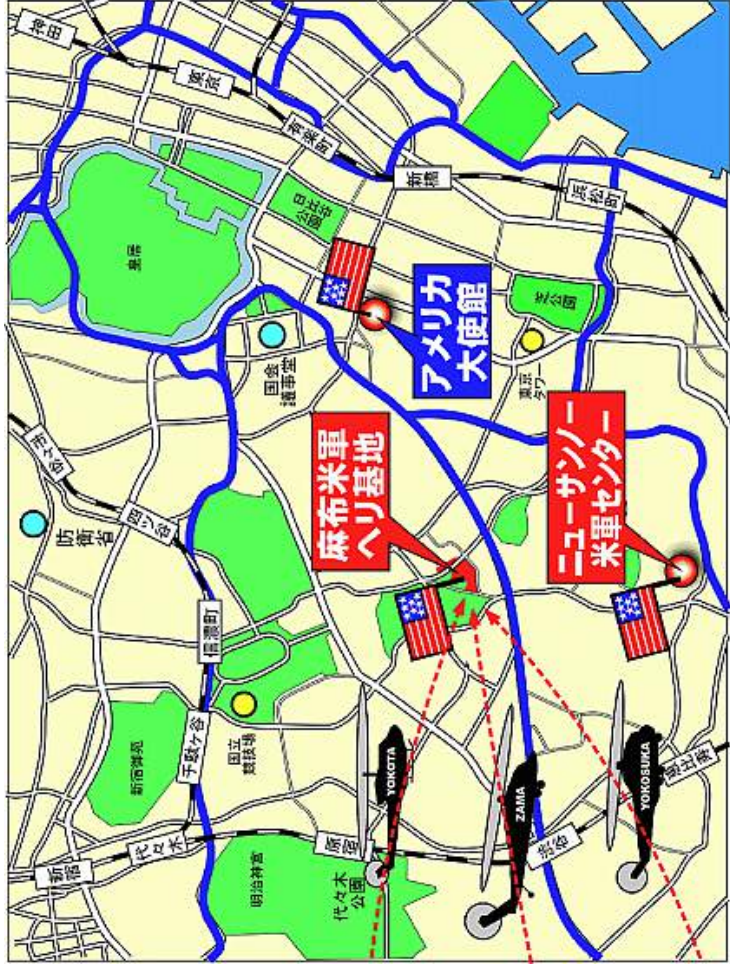 神田
東京
有楽町
新橋
浜松町
皇居
日比谷
公園
国会
議事堂
アメリカ
大使館
芝公園
東京
タワー
市ヶ谷
防衛省
四ツ谷
信濃町
千駄ヶ谷
国立
競技場
新宿御苑
代々木
新宿
明治神宮
代々木
公園
原宿
渋谷
恵比寿
麻布米軍
ヘリ基地
ニューサンノー
米軍センター
YOKOTA
ZAMA
YOKOSUKA